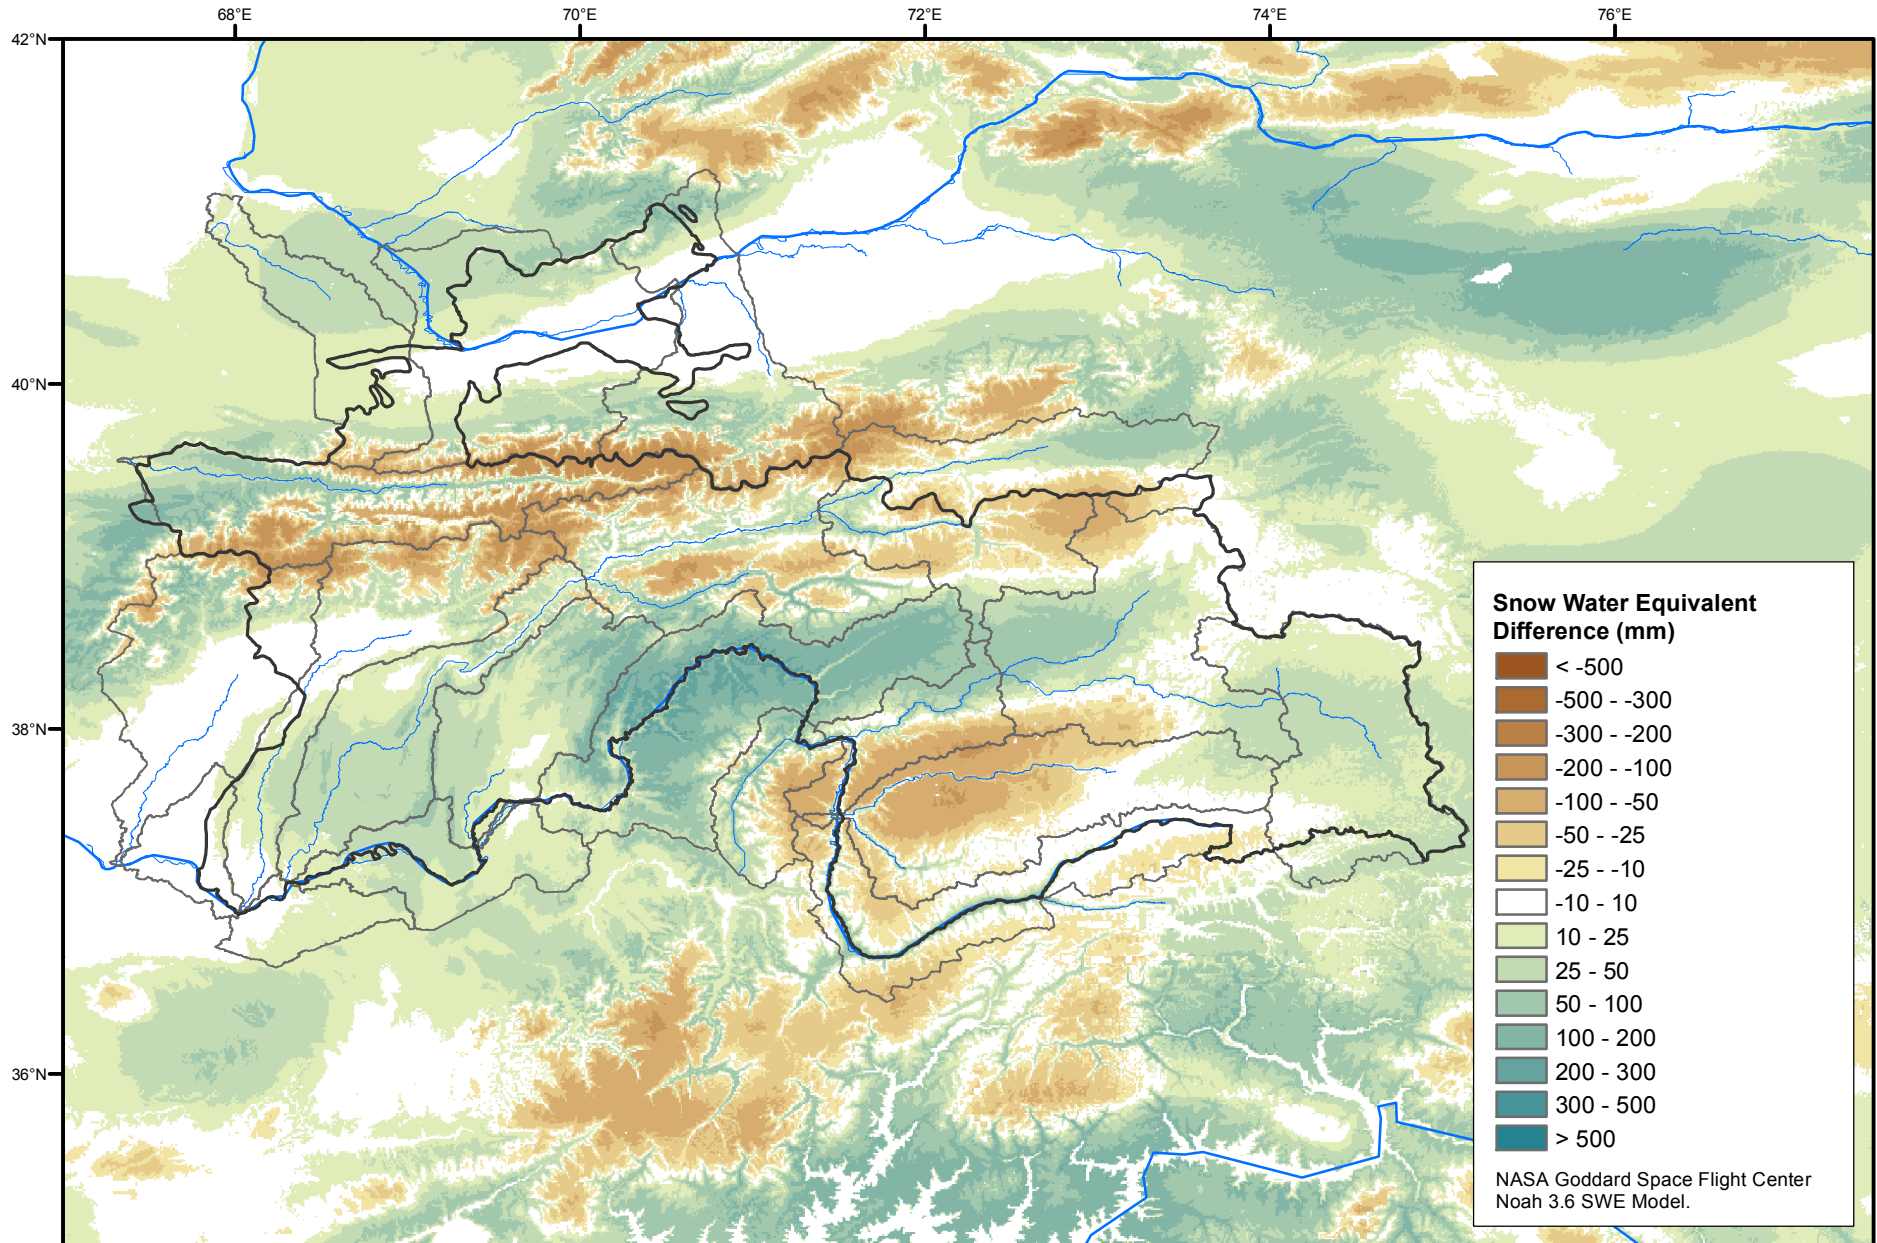 68°E 70°E 72°E 74°E 76°E
42°N
40°N
38°N
36°N
Snow Water Equivalent
Difference (mm)
< -500
-500 - -300
-300 - -200
-200 - -100
-100 - -50
-50 - -25
-25 - -10
-10 - 10
10 - 25
25 - 50
50 - 100
100 - 200
200 - 300
300 - 500
> 500
NASA Goddard Space Flight Center
Noah 3.6 SWE Model.